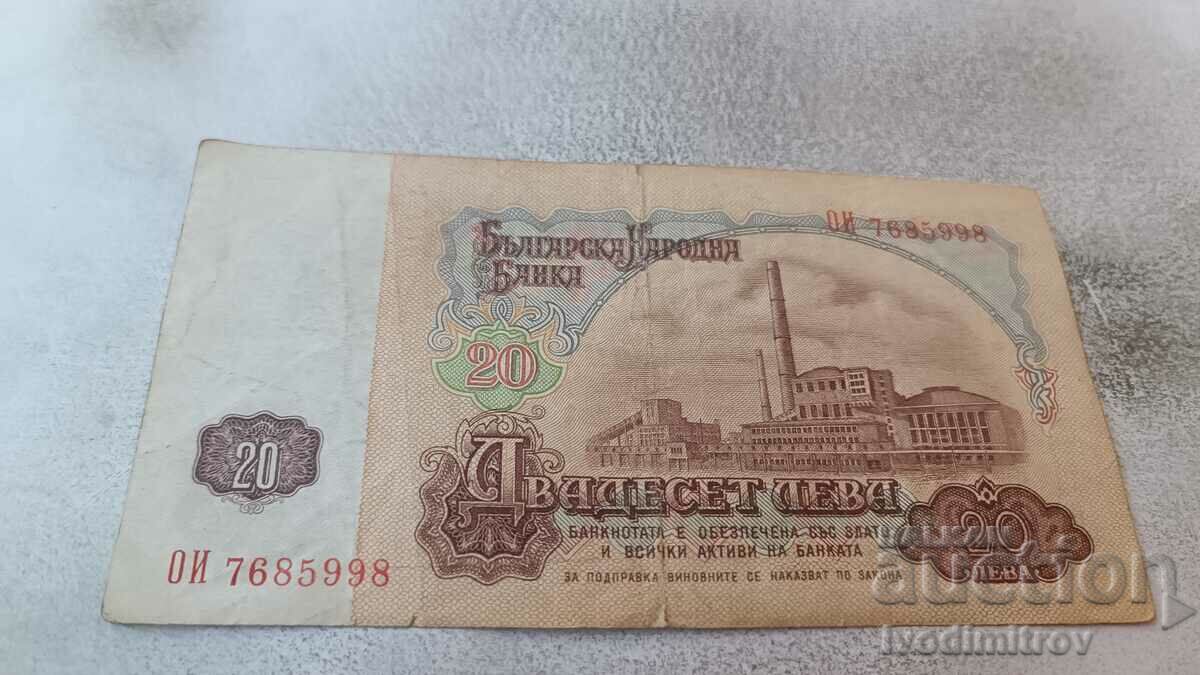 ОИ 7685998
Българска Народна
Банка
20
20
Двадесет лева
Банкнотата е обезпечена със злато
и всички активи на банката
20
лева
за подправка виновните се наказват по закона
ОИ 7685998
auction
ivodimitrov